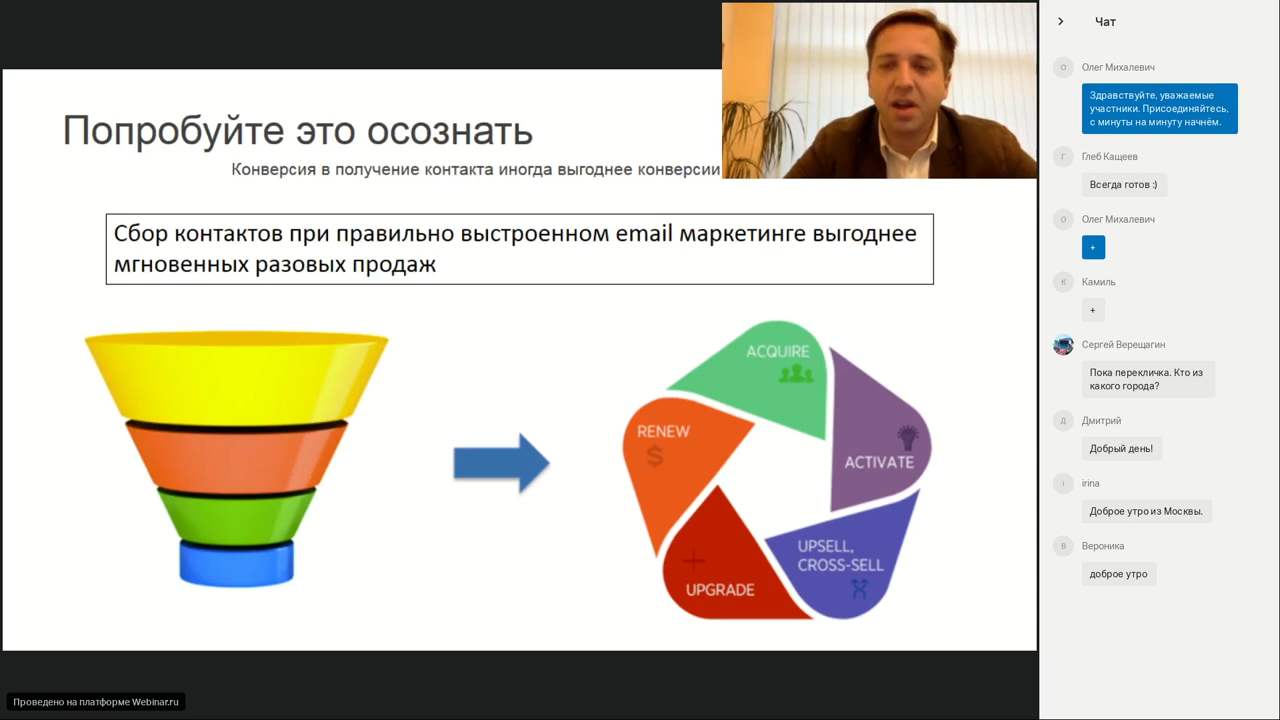 Попробуйте это осознать
Конверсия в получение контакта иногда выгоднее конверсии
Сбор контактов при правильно выстроенном email маркетинге выгоднее
мгновенных разовых продаж
ACQUIRE
RENEW
$
ACTIVATE
UPSELL,
CROSS-SELL
UPGRADE
Проведено на платформе Webinar.ru
Чат
О
Олег Михалевич
Здравствуйте, уважаемые
участники. Присоединяйтесь,
с минуты на минуту начнём.
Г
Глеб Кащеев
Всегда готов :)
О
Олег Михалевич
+
К
Камиль
+
Сергей Верещагин
Пока перекличка. Кто из
какого города?
Д
Дмитрий
Добрый день!
I
irina
Доброе утро из Москвы.
В
Вероника
доброе утро